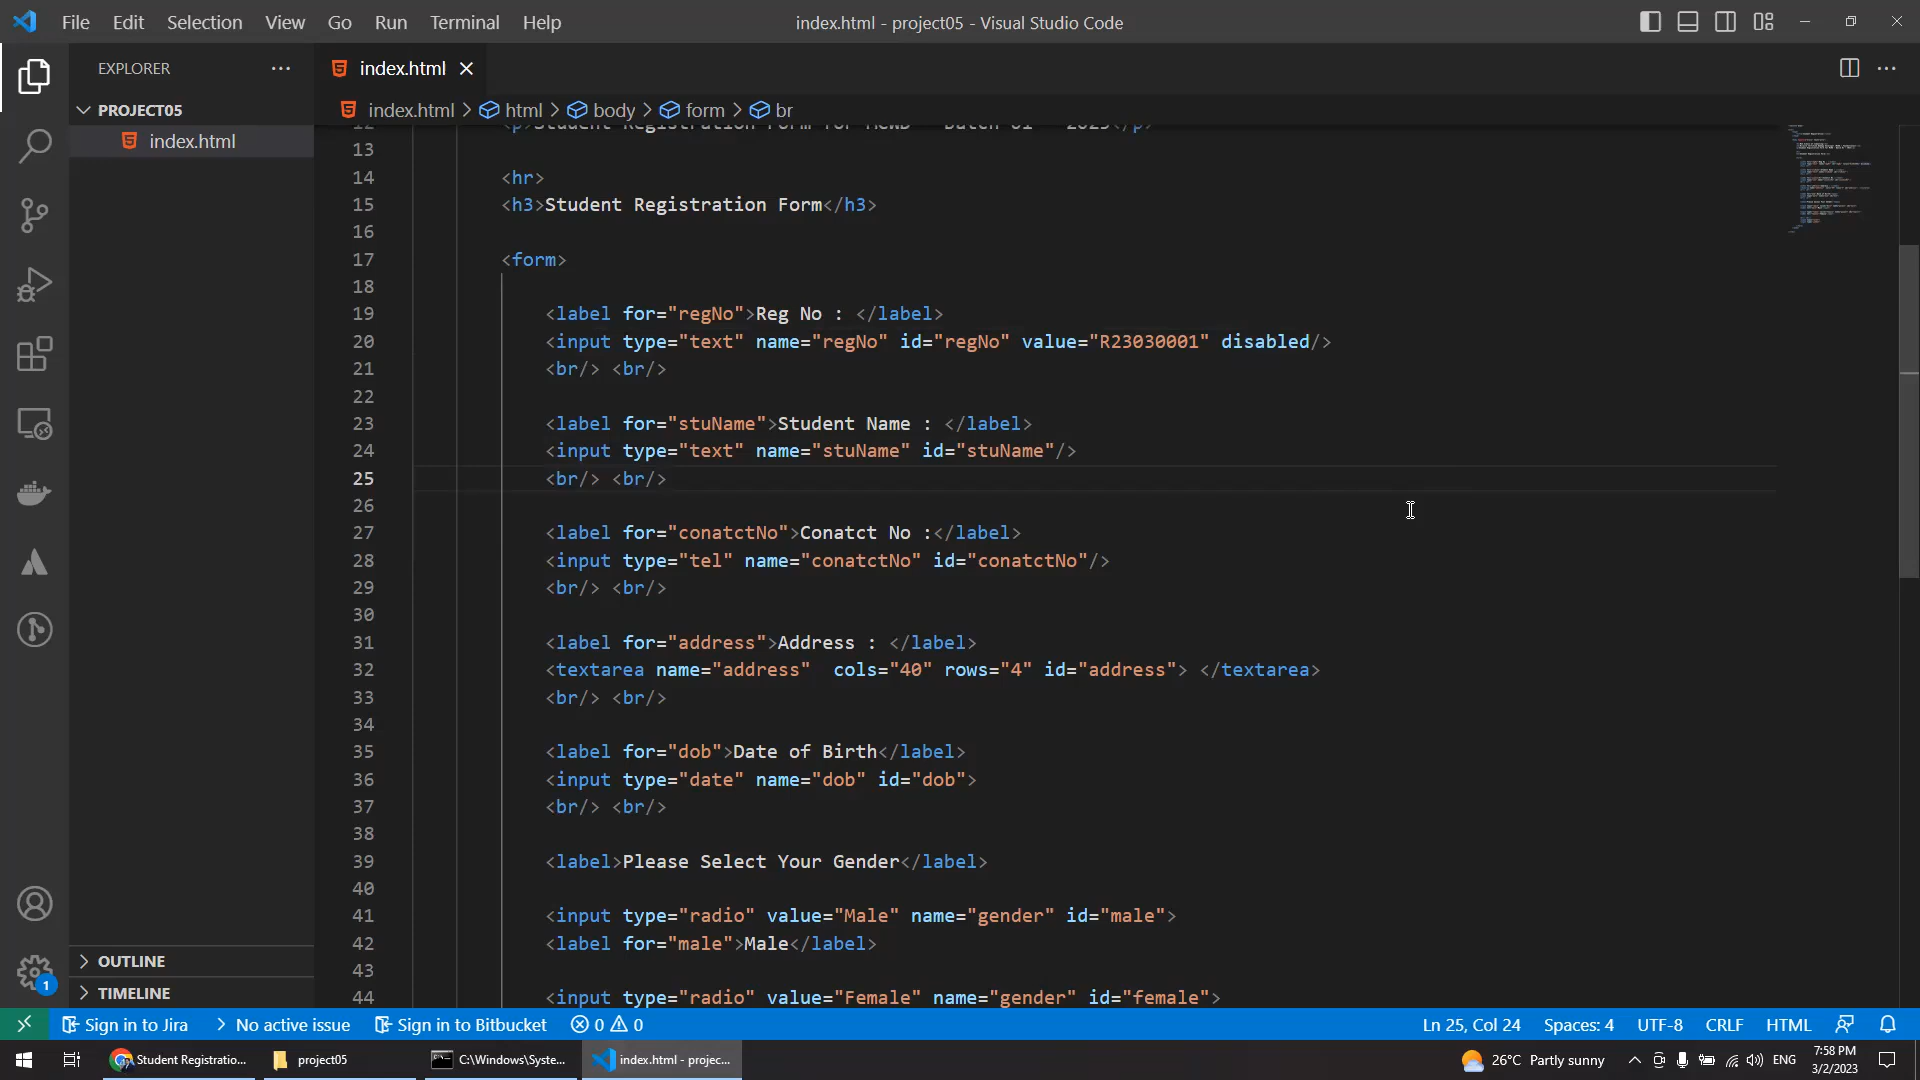 File Edit Selection View Go Run Terminal Help
index.html - project05 - Visual Studio Code
EXPLORER
index.html
PROJECT05
index.html
index.html > html > body > form > br
12 <p>Student Registration Form for
13
14 <hr>
15 <h3>Student Registration Form</h3>
16
17 <form>
18
19 <label for="regNo">Reg No : </label>
20 <input type="text" name="regNo" id="regNo" value="R23030001" disabled/>
21 <br/> <br/>
22
23 <label for="stuName">Student Name : </label>
24 <input type="text" name="stuName" id="stuName"/>
25 <br/> <br/>
26
27 <label for="conatctNo">Conatct No :</label>
28 <input type="tel" name="conatctNo" id="conatctNo"/>
29 <br/> <br/>
30
31 <label for="address">Address : </label>
32 <textarea name="address"  cols="40" rows="4" id="address"> </textarea>
33 <br/> <br/>
34
35 <label for="dob">Date of Birth</label>
36 <input type="date" name="dob" id="dob">
37 <br/> <br/>
38
39 <label>Please Select Your Gender</label>
40
41 <input type="radio" value="Male" name="gender" id="male">
42 <label for="male">Male</label>
43
44 <input type="radio" value="Female" name="gender" id="female">
OUTLINE
TIMELINE
1
Sign in to Jira
No active issue
Sign in to Bitbucket
0 0
Ln 25, Col 24
Spaces: 4
UTF-8
CRLF
HTML
Student Registratio...
project05
C:\Windows\Syste...
index.html - projec...
26°C Partly sunny
ENG
7:58 PM
3/2/2023